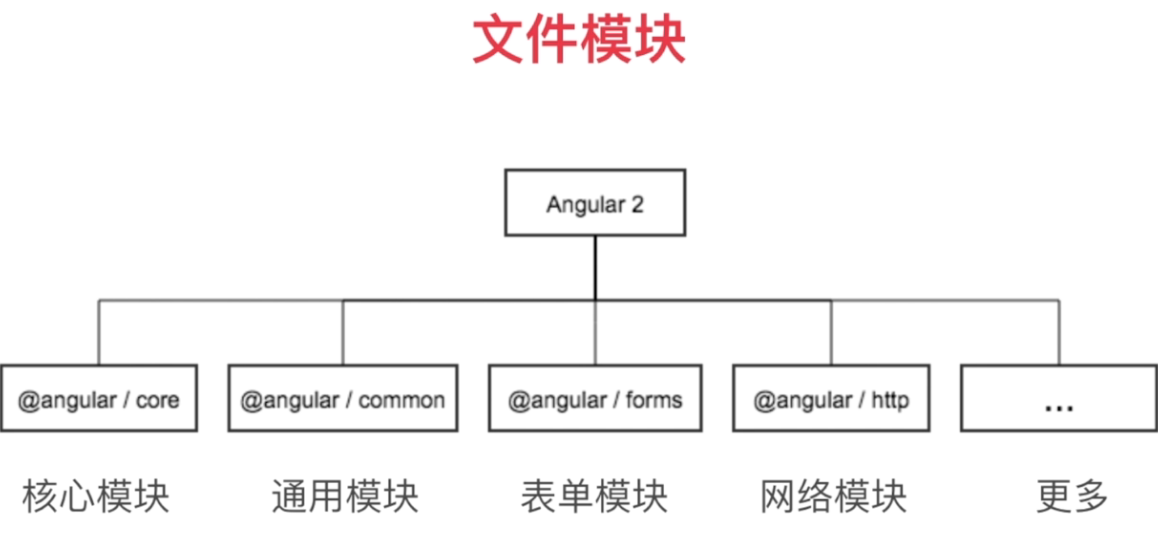 文件模块
Angular 2
@angular / core
@angular / common
@angular / forms
@angular / http
...
核心模块
通用模块
表单模块
网络模块
更多